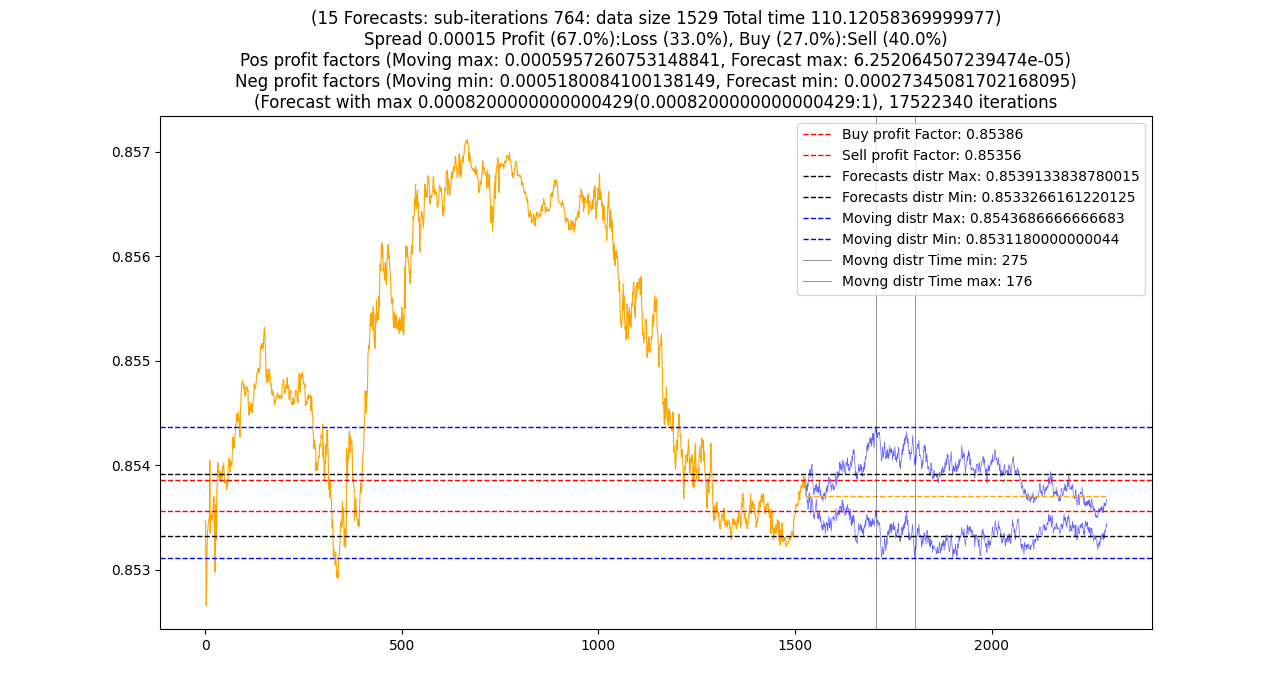 (15 Forecasts: sub-iterations 764: data size 1529 Total time 110.12058369999977)
Spread 0.00015 Profit (67.0%):Loss (33.0%), Buy (27.0%):Sell (40.0%)
Pos profit factors (Moving max: 0.0005957260753148841, Forecast max: 6.252064507239474e-05)
Neg profit factors (Moving min: 0.0005180084100138149, Forecast min: 0.00027345081702168095)
(Forecast with max 0.0008200000000000429(0.0008200000000000429:1), 17522340 iterations
Buy profit Factor: 0.85386
Sell profit Factor: 0.85356
Forecasts distr Max: 0.8539133838780015
Forecasts distr Min: 0.8533266161220125
Moving distr Max: 0.8543686666666683
Moving distr Min: 0.8531180000000044
Movng distr Time min: 275
Movng distr Time max: 176
0.857
0.856
0.855
0.854
0.853
0
500
1000
1500
2000